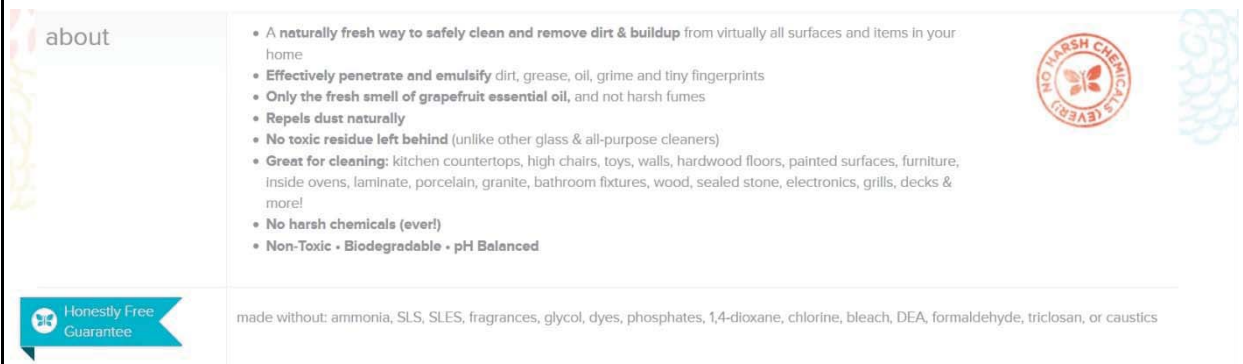 about
• A naturally fresh way to safely clean and remove dirt & buildup from virtually all surfaces and items in your
home
• Effectively penetrate and emulsify dirt, grease, oil, grime and tiny fingerprints
• Only the fresh smell of grapefruit essential oil, and not harsh fumes
• Repels dust naturally
• No toxic residue left behind (unlike other glass & all-purpose cleaners)
• Great for cleaning: kitchen countertops, high chairs, toys, walls, hardwood floors, painted surfaces, furniture,
inside ovens, laminate, porcelain, granite, bathroom fixtures, wood, sealed stone, electronics, grills, decks &
more!
• No harsh chemicals (ever!)
• Non-Toxic • Biodegradable • pH Balanced
NO HARSH CHEMICALS (EVER!)
Honestly Free
Guarantee
made without: ammonia, SLS, SLES, fragrances, glycol, dyes, phosphates, 1,4-dioxane, chlorine, bleach, DEA, formaldehyde, triclosan, or caustics